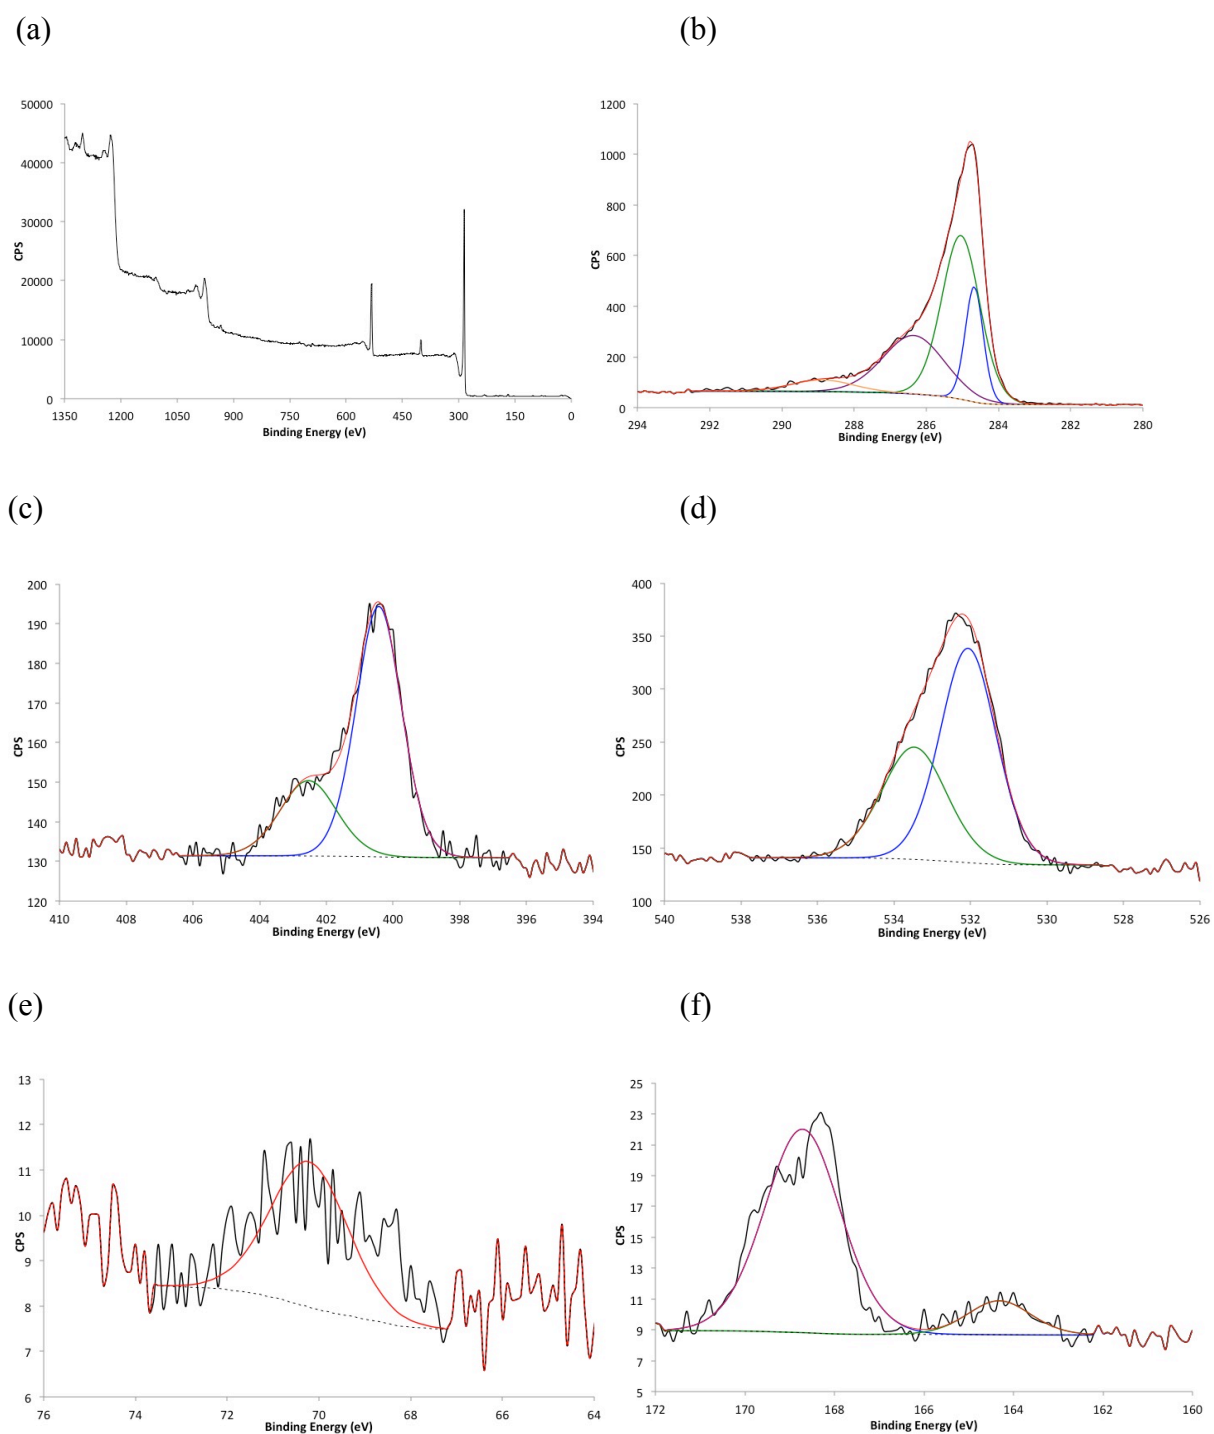 (a)
50000
40000
30000
20000
10000
0
CPS
1350 1200 1050 900 750 600 450 300 150 0
Binding Energy (eV)
(b)
1200
1000
800
600
400
200
0
CPS
294 292 290 288 286 284 282 280
Binding Energy (eV)
(c)
200
190
180
170
160
150
140
130
120
CPS
410 408 406 404 402 400 398 396 394
Binding Energy (eV)
(d)
400
350
300
250
200
150
100
CPS
540 538 536 534 532 530 528 526
Binding Energy (eV)
(e)
13
12
11
10
9
8
7
6
CPS
76 74 72 70 68 66 64
Binding Energy (eV)
(f)
25
23
21
19
17
15
13
11
9
7
5
CPS
172 170 168 166 164 162 160
Binding Energy (eV)